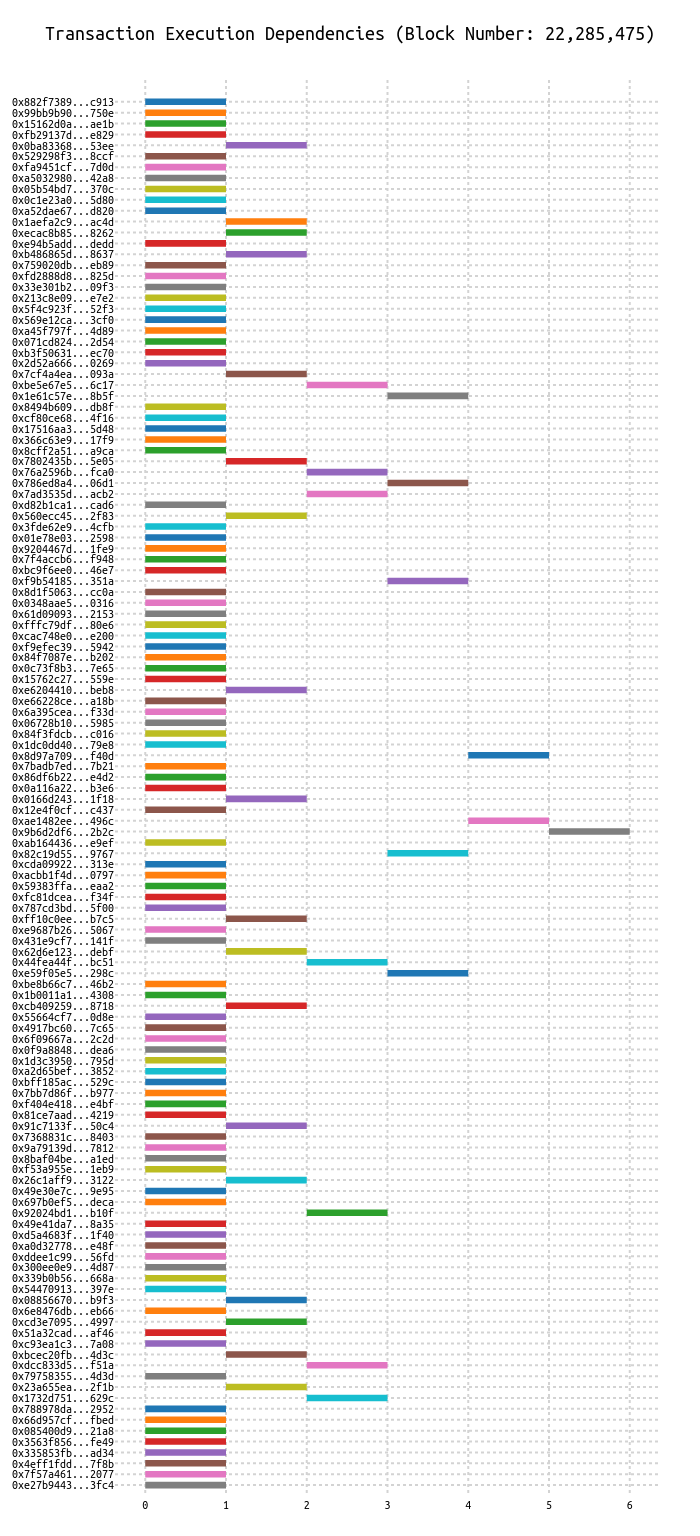 Transaction Execution Dependencies (Block Number: 22,285,475)
0x882f7389...c913
0x99bb9b90...750e
0x15162d0a...ae1b
0xfb29137d...e829
0x0ba83368...53ee
0x529298f3...8ccf
0xfa9451cf...7d0d
0xa5032980...42a8
0x05b54bd7...370c
0x0c1e23a0...5d80
0xa52dae67...d820
0x1aefa2c9...ac4d
0xecac8b85...8262
0xe94b5add...dedd
0xb486865d...8637
0x759020db...eb89
0xfd2888d8...825d
0x33e301b2...09f3
0x213c8e09...e7e2
0x5f4c923f...52f3
0x569e12ca...3cf0
0xa45f797f...4d89
0x071cd824...2d54
0xb3f50631...ec70
0x2d52a666...0269
0x7cf4a4ea...093a
0xbe5e67e5...6c17
0x1e61c57e...8b5f
0x8494b609...db8f
0xcf80ce68...4f16
0x17516aa3...5d48
0x366c63e9...17f9
0x8cff2a51...a9ca
0x7802435b...5e05
0x76a2596b...fca0
0x786ed8a4...06d1
0x7ad3535d...acb2
0xd82b1ca1...cad6
0x560ecc45...2f83
0x3fde62e9...4cfb
0x01e78e03...2598
0x9204467d...1fe9
0x7f4accb6...f948
0xbc9f6ee0...46e7
0xf9b54185...351a
0x8d1f5063...cc0a
0x0348aae5...0316
0x61d09093...2153
0xfffc79df...80e6
0xcac748e0...e200
0xf9efec39...5942
0x84f7087e...b202
0x0c73f8b3...7e65
0x15762c27...559e
0xe6204410...beb8
0xe66228ce...a18b
0x6a395cea...f33d
0x06728b10...5985
0x84f3fdcb...c016
0x1dc0dd40...79e8
0x8d97a709...f40d
0x7badb7ed...7b21
0x86df6b22...e4d2
0x0a116a22...b3e6
0x0166d243...1f18
0x12e4f0cf...c437
0xae1482ee...496c
0x9b6d2df6...2b2c
0xab164436...e9ef
0x82c19d55...9767
0xcda09922...313e
0xacbb1f4d...0797
0x59383ffa...eaa2
0xfc81dcea...f34f
0x787cd3bd...5f00
0xff10c0ee...b7c5
0xe9687b26...5067
0x431e9cf7...141f
0x62d6e123...debf
0x44fea44f...bc51
0xe59f05e5...298c
0xbe8b66c7...46b2
0x1b0011a1...4308
0xcb409259...8718
0x55664cf7...0d8e
0x4917bc60...7c65
0x6f09667a...2c2d
0x0f9a8848...dea6
0x1d3c3950...795d
0xa2d65bef...3852
0xbff185ac...529c
0x7bb7d86f...b977
0xf404e418...e4bf
0x81ce7aad...4219
0x91c7133f...50c4
0x7368831c...8403
0x9a79139d...7812
0x8baf04be...a1ed
0xf53a955e...1eb9
0x26c1aff9...3122
0x49e30e7c...9e95
0x697b0ef5...deca
0x92024bd1...b10f
0x49e41da7...8a35
0xd5a4683f...1f40
0xa0d32778...e48f
0xddee1c99...56fd
0x300ee0e9...4d87
0x339b0b56...668a
0x54470913...397e
0x08856670...b9f3
0x6e8476db...eb66
0xcd3e7095...4997
0x51a32cad...af46
0xc93ea1c3...7a08
0xbcec20fb...4d3c
0xdcc833d5...f51a
0x79758355...4d3d
0x23a655ea...2f1b
0x1732d751...629c
0x788978da...2952
0x66d957cf...fbed
0x085400d9...21a8
0x3563f856...fe49
0x335853fb...ad34
0x4eff1fdd...7f8b
0x7f57a461...2077
0xe27b9443...3fc4
0 1 2 3 4 5 6